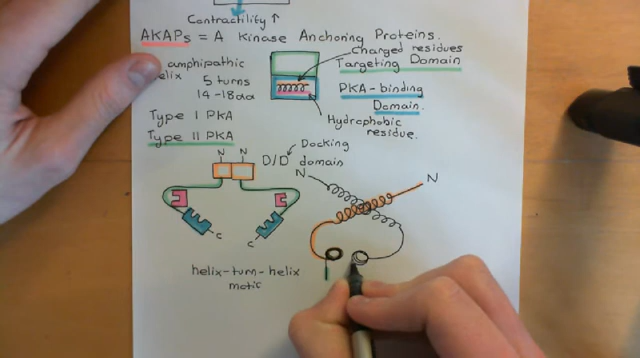 Contractility ↑
AKAPs = A Kinase Anchoring Proteins.
amphipathic
helix
5 turns
14-18aa
Charged residues
Targeting Domain
PKA-binding
Domain.
Hydrophobic
residue.
Type I PKA
Type II PKA
N N
D/D
Docking
domain
N
N
C
C
helix-turn-helix
motif